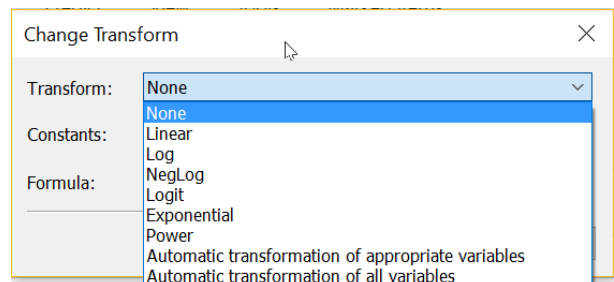 Change Transform
Transform: None
None
Constants: Linear
Log
Formula: NegLog
Logit
Exponential
Power
Automatic transformation of appropriate variables
Automatic transformation of all variables